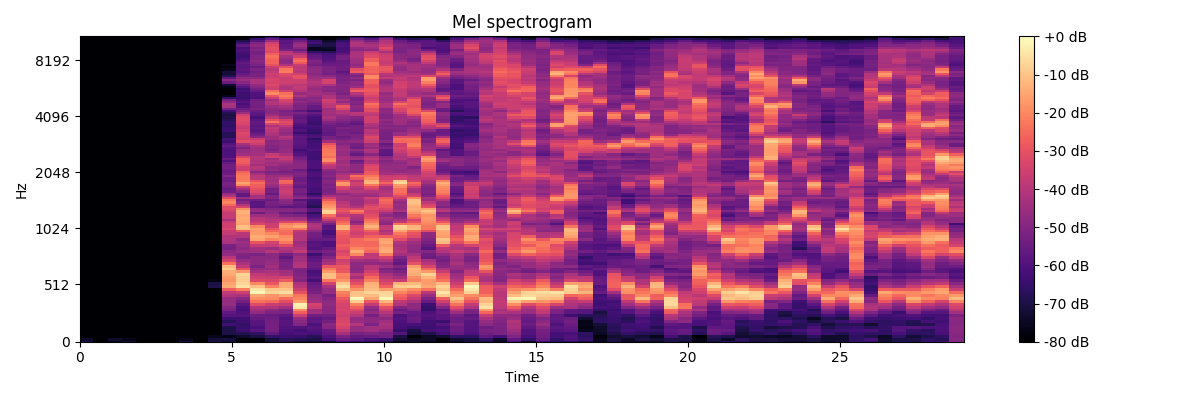 Mel spectrogram
8192
4096
2048
1024
512
0
Hz
0 5 10 15 20 25
Time
+0 dB
-10 dB
-20 dB
-30 dB
-40 dB
-50 dB
-60 dB
-70 dB
-80 dB